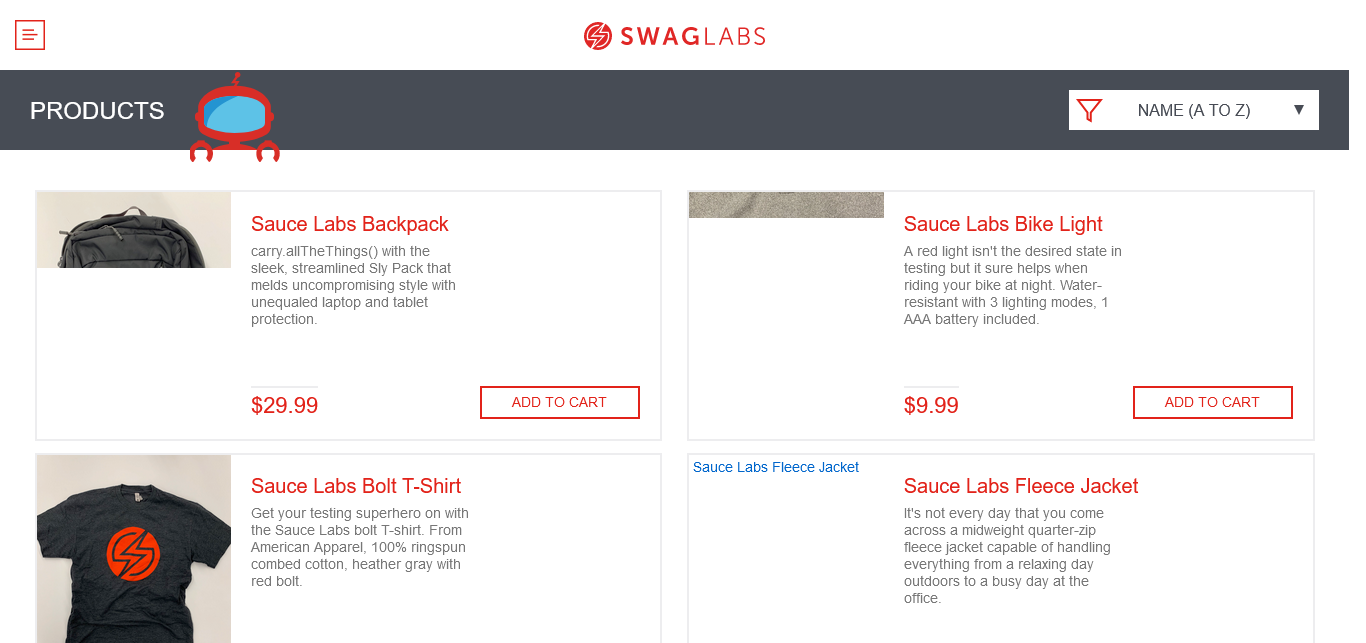 SWAGLABS
PRODUCTS
NAME (A TO Z) ▼
Sauce Labs Backpack
carry.allTheThings() with the
sleek, streamlined Sly Pack that
melds uncompromising style with
unequaled laptop and tablet
protection.
$29.99
ADD TO CART
Sauce Labs Bike Light
A red light isn't the desired state in
testing but it sure helps when
riding your bike at night. Water-
resistant with 3 lighting modes, 1
AAA battery included.
$9.99
ADD TO CART
Sauce Labs Bolt T-Shirt
Get your testing superhero on with
the Sauce Labs bolt T-shirt. From
American Apparel, 100% ringspun
combed cotton, heather gray with
red bolt.
Sauce Labs Fleece Jacket
Sauce Labs Fleece Jacket
It's not every day that you come
across a midweight quarter-zip
fleece jacket capable of handling
everything from a relaxing day
outdoors to a busy day at the
office.